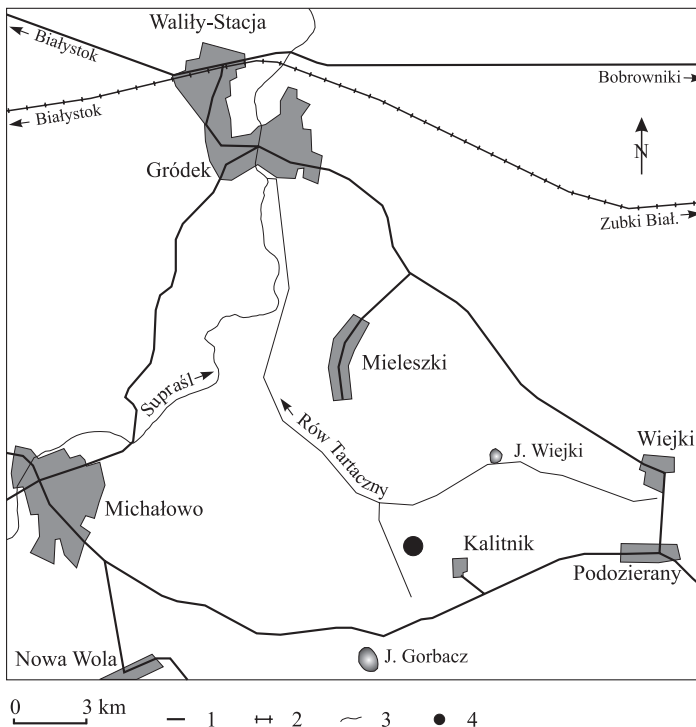 Waliły-Stacja
Białystok
Bobrowniki
Białystok
N
Gródek
Zubki Biał.
Mieleszki
Supraśl
Rów Tartaczny
J. Wiejki
Wiejki
Michałowo
Kalitnik
Podozierany
Nowa Wola
J. Gorbacz
0 3 km 1 2 3 4